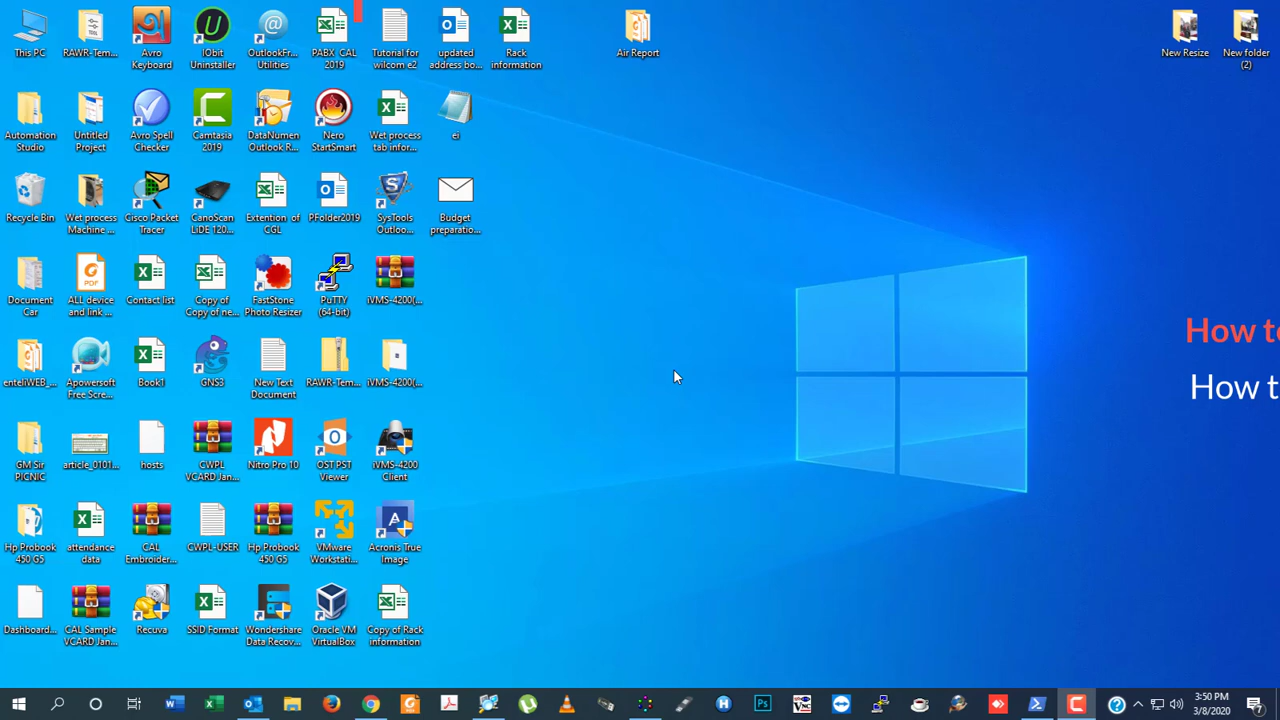 This PC
RAWR-Tem...
Avro
Keyboard
IObit
Uninstaller
OutlookFr...
Utilities
PABX CAL
2019
Tutorial for
wilcom e2
updated
address bo...
Rack
information
Air Report
New Resize
New folder
(2)
Automation
Studio
Untitled
Project
Avro Spell
Checker
Camtasia
2019
DataNumen
Outlook R...
Nero
StartSmart
Wet process
tab infor...
ei
Recycle Bin
Wet process
Machine ...
Cisco Packet
Tracer
CanoScan
LiDE 120...
Extention of
CGL
PFolder2019
SysTools
Outloo...
Budget
preparatio...
Document
Car
ALL device
and link ...
Contact list
Copy of
Copy of ne...
FastStone
Photo Resizer
PuTTY
(64-bit)
iVMS-4200(...
How to
How t
enteliWEB_...
Apowersoft
Free Scre...
Book1
GNS3
New Text
Document
RAWR-Tem...
iVMS-4200(...
GM Sir
PICNIC
article_0101...
hosts
CWPL
VCARD Jan...
Nitro Pro 10
OST PST
Viewer
iVMS-4200
Client
Hp Probook
450 G5
attendance
data
CAL
Embroider...
CWPL-USER
Hp Probook
450 G5
VMware
Workstati...
Acronis True
Image
Dashboard...
CAL Sample
VCARD Jan...
Recuva
SSID Format
Wondershare
Data Recov...
Oracle VM
VirtualBox
Copy of Rack
information
3:50 PM
3/8/2020